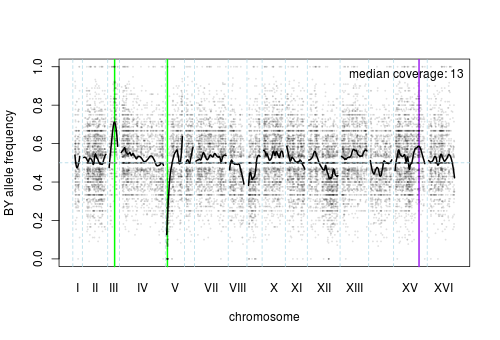 median coverage: 13
BY allele frequency
1.0
0.8
0.6
0.4
0.2
0.0
I II III IV V VII VIII X XI XII XIII XV XVI
chromosome